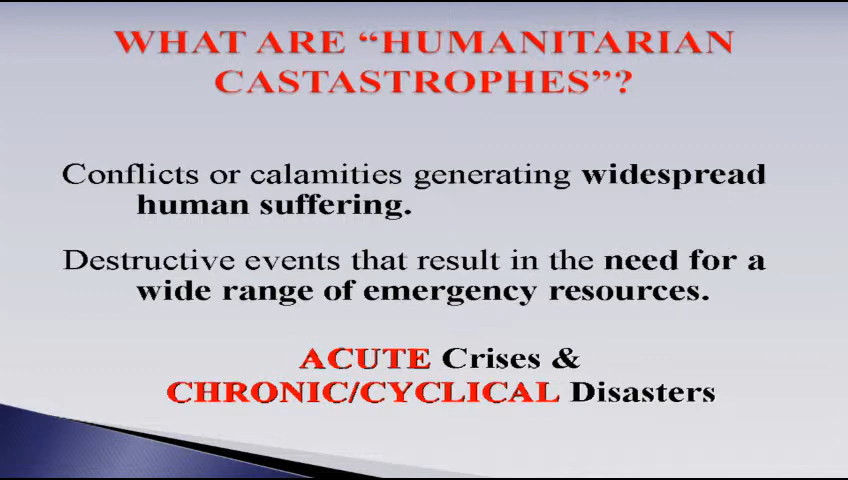 WHAT ARE “HUMANITARIAN
CASTASTROPHES”?
Conflicts or calamities generating widespread
human suffering.
Destructive events that result in the need for a
wide range of emergency resources.
ACUTE Crises &
CHRONIC/CYCLICAL Disasters